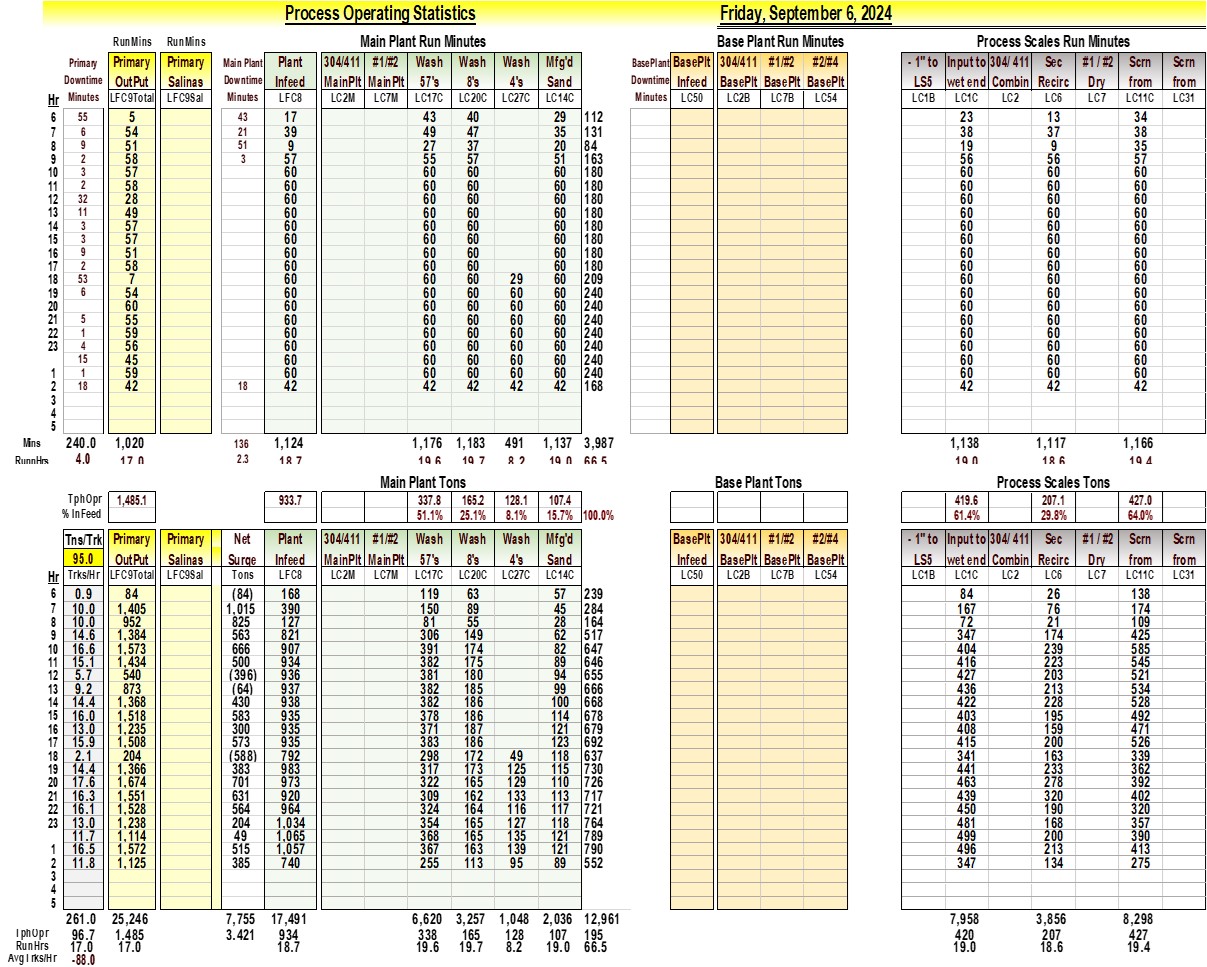 Process Operating Statistics Friday, September 6, 2024
RunMins RunMins Main Plant Run Minutes Base Plant Run Minutes Process Scales Run Minutes
Primary Primary Primary Main Plant Plant 304/411 #1/#2 Wash Wash Wash Mfg'd BasePlant BasePlt 304/411 #1/#2 #2/#4 - 1" to Input to 304/ 411 Sec #1 / #2 Scrn Scrn
Downtime OutPut Salinas Downtime Infeed MainPlt MainPlt 57's 8's 4's Sand Downtime Infeed BasePlt BasePlt BasePlt LS5 wet end Combin Recirc Dry from from
Hr Minutes LFC9Total LFC9Sal Minutes LFC8 LC2M LC7M LC17C LC20C LC27C LC14C Minutes LC50 LC2B LC7B LC54 LC1B LC1C LC2 LC6 LC7 LC11C LC31
6 55 5 43 17 43 40 29 112 23 13 34
7 6 54 21 39 49 47 35 131 38 37 38
8 9 51 51 9 27 37 20 84 19 9 35
9 2 58 3 57 55 57 51 163 56 56 57
10 3 57 60 60 60 60 180 60 60 60
11 2 58 60 60 60 60 180 60 60 60
12 32 28 60 60 60 60 180 60 60 60
13 11 49 60 60 60 60 180 60 60 60
14 3 57 60 60 60 60 180 60 60 60
15 3 57 60 60 60 60 180 60 60 60
16 9 51 60 60 60 60 180 60 60 60
17 2 58 60 60 60 60 180 60 60 60
18 53 7 60 60 60 29 60 209 60 60 60
19 6 54 60 60 60 60 60 240 60 60 60
20 60 60 60 60 60 60 240 60 60 60
21 5 55 60 60 60 60 60 240 60 60 60
22 1 59 60 60 60 60 60 240 60 60 60
23 4 56 60 60 60 60 60 240 60 60 60
15 45 60 60 60 60 60 240 60 60 60
1 1 59 60 60 60 60 60 240 60 60 60
2 18 42 18 42 42 42 42 42 168 42 42 42
3
4
5
Mins 240.0 1,020 136 1,124 1,176 1,183 491 1,137 3,987 1,138 1,117 1,166
RunnHrs 4.0 17.0 2.3 18.7 19.6 19.7 8.2 19.0 66.5 19.0 18.6 19.4
Main Plant Tons Base Plant Tons Process Scales Tons
TphOpr 1,485.1 933.7 337.8 165.2 128.1 107.4 419.6 207.1 427.0
% InFeed 51.1% 25.1% 8.1% 15.7% 100.0% 61.4% 29.8% 64.0%
Tns/Trk Primary Primary Net Plant 304/411 #1/#2 Wash Wash Wash Mfg'd BasePlt 304/411 #1/#2 #2/#4 - 1" to Input to 304/ 411 Sec #1 / #2 Scrn Scrn
95.0 OutPut Salinas Surge Infeed MainPlt MainPlt 57's 8's 4's Sand Infeed BasePlt BasePlt BasePlt LS5 wet end Combin Recirc Dry from from
Hr Trks/Hr LFC9Total LFC9Sal Tons LFC8 LC2M LC7M LC17C LC20C LC27C LC14C LC50 LC2B LC7B LC54 LC1B LC1C LC2 LC6 LC7 LC11C LC31
6 0.9 84 (84) 168 119 63 57 239 84 26 138
7 10.0 1,405 1,015 390 150 89 45 284 167 76 174
8 10.0 952 825 127 81 55 28 164 72 21 109
9 14.6 1,384 563 821 306 149 62 517 347 174 425
10 16.6 1,573 666 907 391 174 82 647 404 239 585
11 15.1 1,434 500 934 382 175 89 646 416 223 545
12 5.7 540 (396) 936 381 180 94 655 427 203 521
13 9.2 873 (64) 937 382 185 99 666 436 213 534
14 14.4 1,368 430 938 382 186 100 668 422 228 528
15 16.0 1,518 583 935 378 186 114 678 403 195 492
16 13.0 1,235 300 935 371 187 121 679 408 159 471
17 15.9 1,508 573 935 383 186 123 692 415 200 526
18 2.1 204 (588) 792 298 172 49 118 637 341 163 339
19 14.4 1,366 383 983 317 173 125 115 730 441 233 362
20 17.6 1,674 701 973 322 165 129 110 726 463 278 392
21 16.3 1,551 631 920 309 162 133 113 717 439 320 402
22 16.1 1,528 564 964 324 164 116 117 721 450 190 320
23 13.0 1,238 204 1,034 354 165 127 118 764 481 168 357
11.7 1,114 49 1,065 368 165 135 121 789 499 200 390
1 16.5 1,572 515 1,057 367 163 139 121 790 496 213 413
2 11.8 1,125 385 740 255 113 95 89 552 347 134 275
3
4
5
261.0 25,246 7,755 17,491 6,620 3,257 1,048 2,036 12,961 7,958 3,856 8,298
TphOpr 96.7 1,485 3,421 934 338 165 128 107 195 420 207 427
RunHrs 17.0 17.0 18.7 19.6 19.7 8.2 19.0 66.5 19.0 18.6 19.4
Avg Trks/Hr -88.0